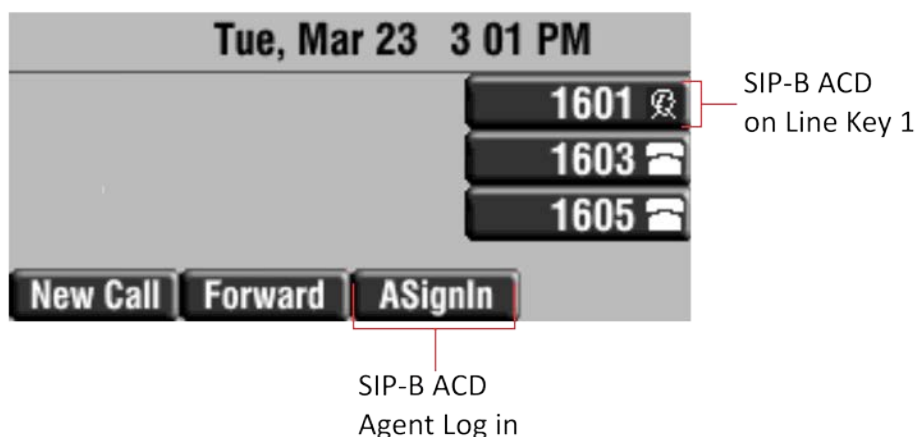 Tue, Mar 23 3 01 PM
1601
SIP-B ACD
on Line Key 1
1603
1605
New Call Forward ASignIn
SIP-B ACD
Agent Log in